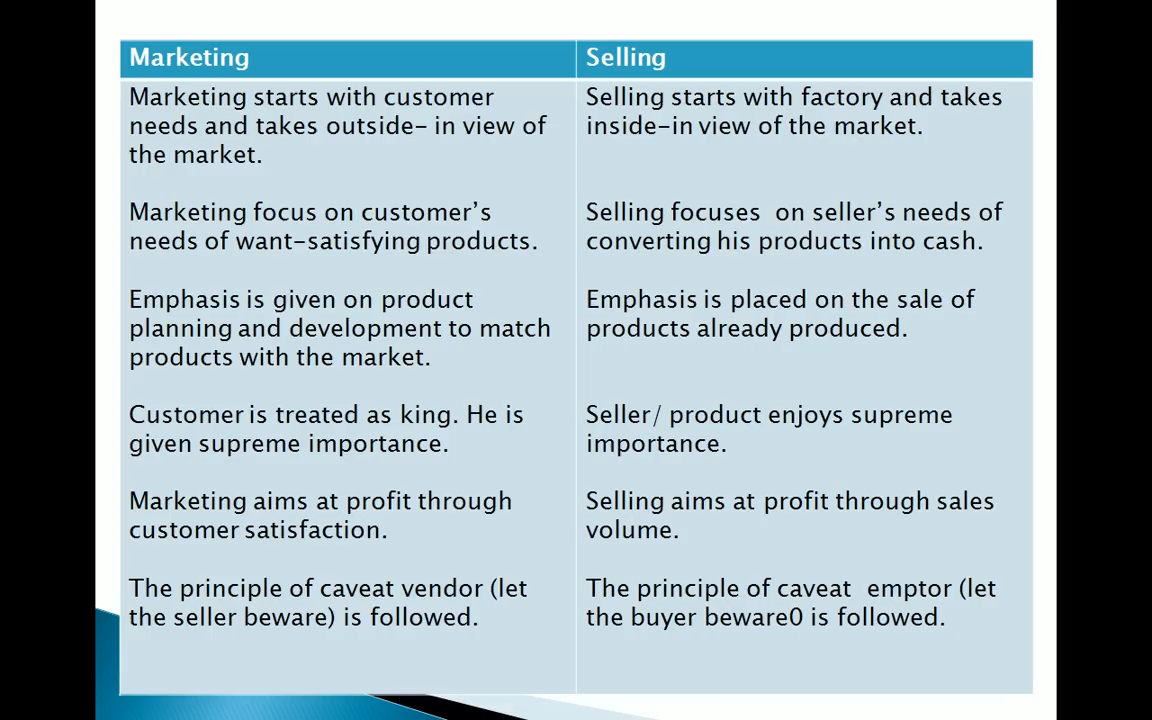 Marketing
Selling
Marketing starts with customer
needs and takes outside- in view of
the market.
Selling starts with factory and takes
inside-in view of the market.
Marketing focus on customer's
needs of want-satisfying products.
Selling focuses  on seller's needs of
converting his products into cash.
Emphasis is given on product
planning and development to match
products with the market.
Emphasis is placed on the sale of
products already produced.
Customer is treated as king. He is
given supreme importance.
Seller/ product enjoys supreme
importance.
Marketing aims at profit through
customer satisfaction.
Selling aims at profit through sales
volume.
The principle of caveat vendor (let
the seller beware) is followed.
The principle of caveat  emptor (let
the buyer beware0 is followed.